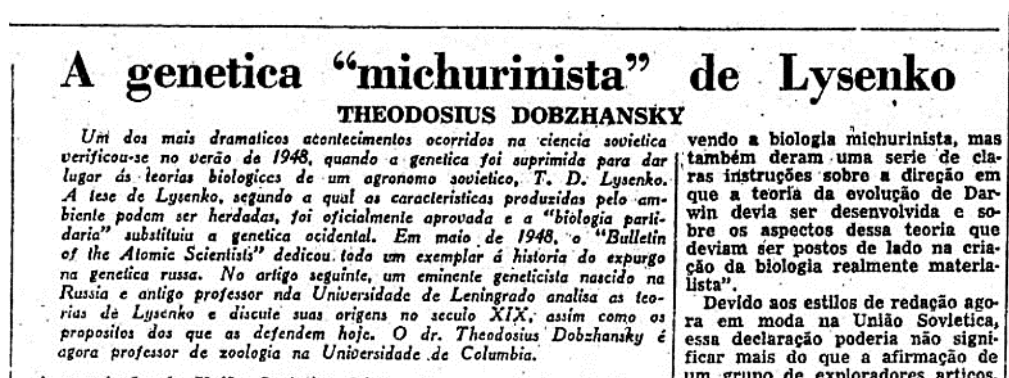 A genetica “michurinista” de Lysenko
THEODOSIUS DOBZHANSKY
Um dos mais dramaticos acontecimentos ocorridos na ciencia sovietica
verificou-se no verão de 1948, quando a genetica foi suprimida para dar
lugar ás teorias biologices de um agronomo sovietico, T. D. Lysenko.
A tese de Lysenko, segundo a qual as caracteristicas produzidas pelo am-
biente podem ser herdadas, foi oficialmente aprovada e a “biologia parti-
daria” substituiu a genetica ocidental. Em maio de 1948, o “Bulletin
of the Atomic Scientists” dedicou todo um exemplar á historia do expurgo
na genetica russa. No artigo seguinte, um eminente geneticista nascido na
Russia e antigo professor nda Universidade de Leningrado analisa as teo-
rias de Lysenko e discute suas origens no seculo XIX, assim como os
propositos dos que as defendem hoje. O dr. Theodosius Dobzhansky é
agora professor de zoologia na Universidade de Columbia.
vendo a biologia michurinista, mas
também deram uma serie de cla-
ras instruções sobre a direção em
que a teoria da evolução de Dar-
win devia ser desenvolvida e so-
bre os aspectos dessa teoria que
deviam ser postos de lado na cria-
ção da biologia realmente materia-
lista”.
Devido aos estilos de redação ago-
ra em moda na União Sovietica,
essa declaração poderia não signi-
ficar mais do que a afirmação de
um grupo de exploradores articos,